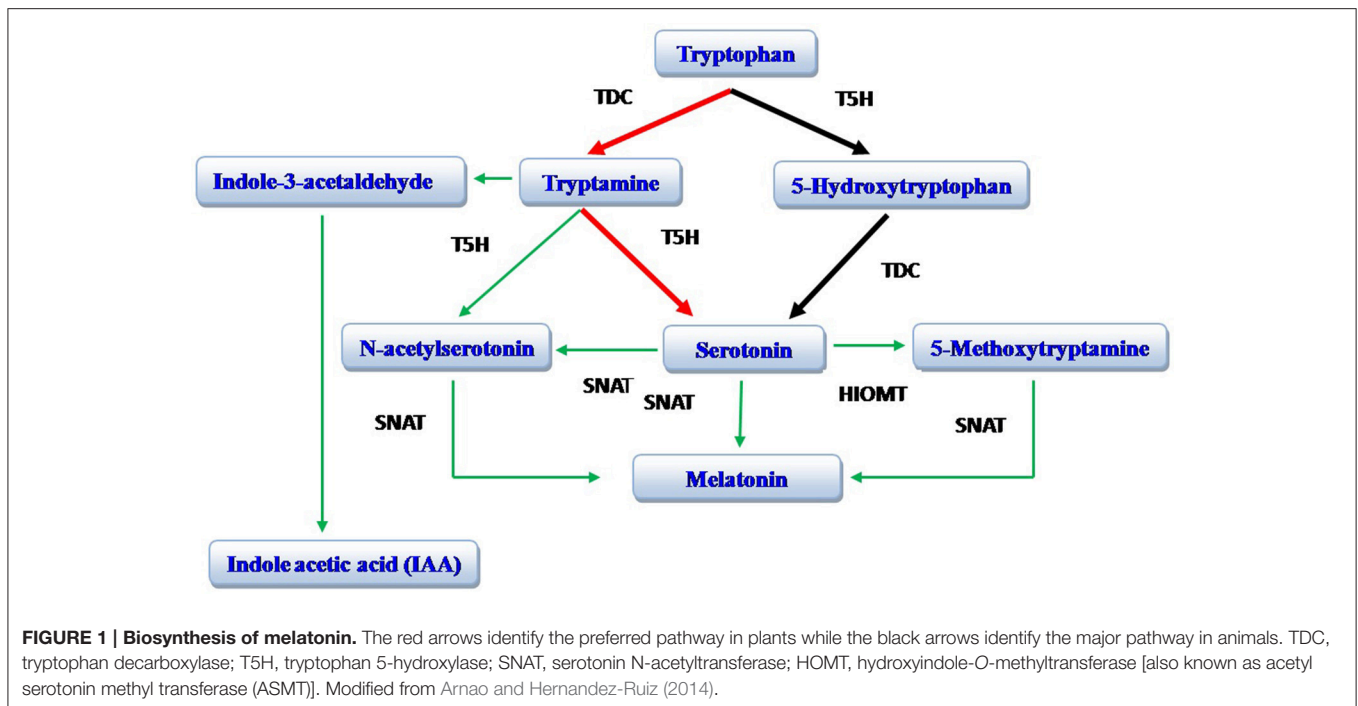 Tryptophan
TDC
T5H
Indole-3-acetaldehyde
Tryptamine
5-Hydroxytryptophan
T5H
T5H
TDC
N-acetylserotonin
Serotonin
5-Methoxytryptamine
SNAT
SNAT
HIOMT
SNAT
SNAT
Melatonin
Indole acetic acid (IAA)
FIGURE 1 | Biosynthesis of melatonin. The red arrows identify the preferred pathway in plants while the black arrows identify the major pathway in animals. TDC,
tryptophan decarboxylase; T5H, tryptophan 5-hydroxylase; SNAT, serotonin N-acetyltransferase; HOMT, hydroxyindole-O-methyltransferase [also known as acetyl
serotonin methyl transferase (ASMT)]. Modified from Arnao and Hernandez-Ruiz (2014).